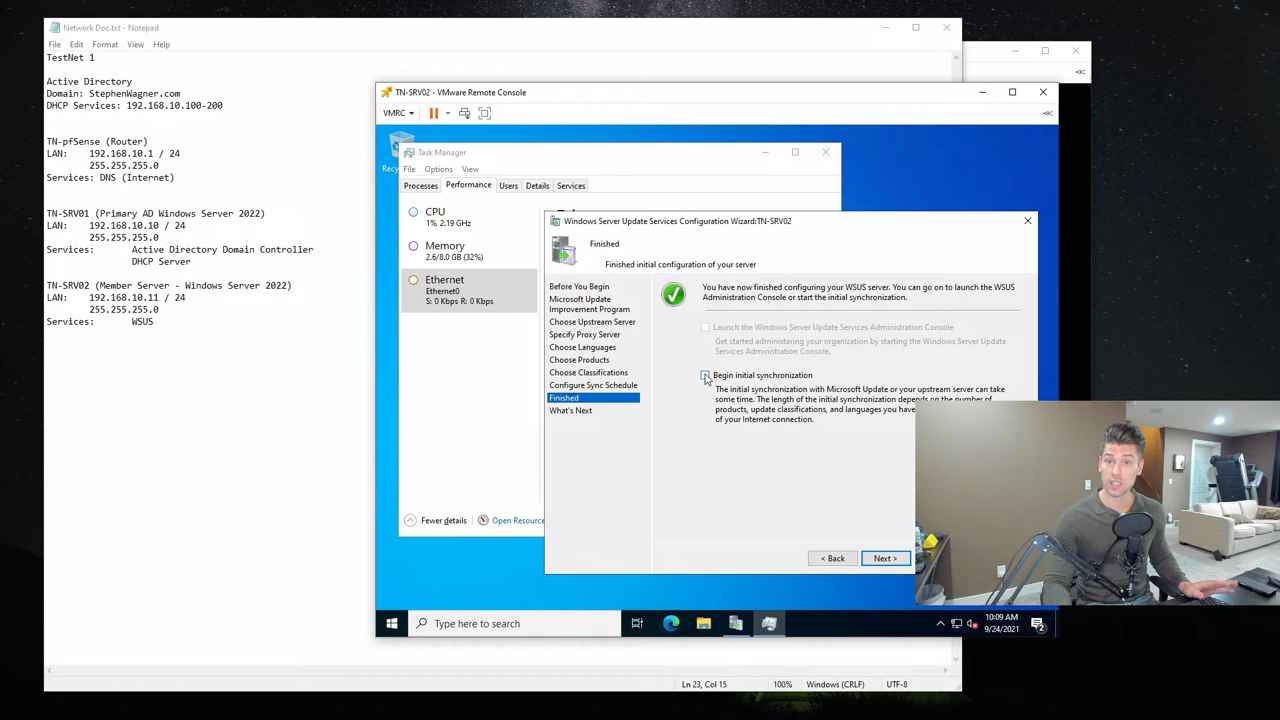 Network Doc.txt - Notepad
File Edit Format View Help
TestNet 1
Active Directory
Domain: StephenWagner.com
DHCP Services: 192.168.10.100-200
TN-pfSense (Router)
LAN: 192.168.10.1 / 24
255.255.255.0
Services: DNS (Internet)
TN-SRV01 (Primary AD Windows Server 2022)
LAN: 192.168.10.10 / 24
255.255.255.0
Services: Active Directory Domain Controller
DHCP Server
TN-SRV02 (Member Server - Windows Server 2022)
LAN: 192.168.10.11 / 24
255.255.255.0
Services: WSUS
Ln 23, Col 15 100% Windows (CRLF) UTF-8
TN-SRV02 - VMware Remote Console
VMRC
Task Manager
File Options View
Processes Performance Users Details Services
CPU
1% 2.19 GHz
Memory
2.6/8.0 GB (32%)
Ethernet
Ethernet0
S: 0 Kbps R: 0 Kbps
Fewer details Open Resource
Windows Server Update Services Configuration Wizard:TN-SRV02
Finished
Finished initial configuration of your server
Before You Begin
Microsoft Update
Improvement Program
Choose Upstream Server
Specify Proxy Server
Choose Languages
Choose Products
Choose Classifications
Configure Sync Schedule
Finished
What's Next
You have now finished configuring your WSUS server. You can go on to launch the WSUS
Administration Console or start the initial synchronization.
Launch the Windows Server Update Services Administration Console
Get started administering your organization by starting the Windows Server Update
Services Administration Console.
Begin initial synchronization
The initial synchronization with Microsoft Update or your upstream server can take
some time. The length of the initial synchronization depends on the number of
products, update classifications, and languages you have
of your Internet connection.
< Back Next >
Type here to search
10:09 AM
9/24/2021
2